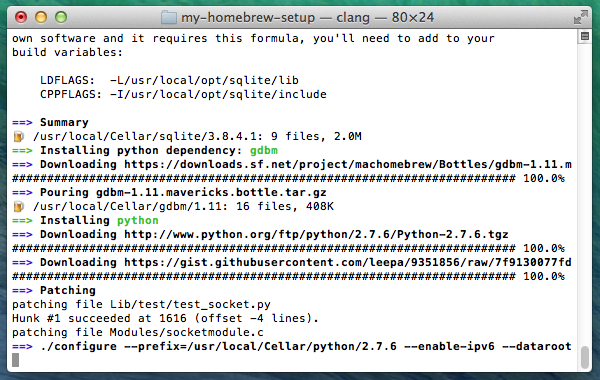 my-homebrew-setup — clang — 80×24
own software and it requires this formula, you'll need to add to your
build variables:
LDFLAGS:  -L/usr/local/opt/sqlite/lib
CPPFLAGS: -I/usr/local/opt/sqlite/include
==> Summary
🍺  /usr/local/Cellar/sqlite/3.8.4.1: 9 files, 2.0M
==> Installing python dependency: gdbm
==> Downloading https://downloads.sf.net/project/machomebrew/Bottles/gdbm-1.11.m
######################################################################## 100.0%
==> Pouring gdbm-1.11.mavericks.bottle.tar.gz
🍺  /usr/local/Cellar/gdbm/1.11: 16 files, 408K
==> Installing python
==> Downloading http://www.python.org/ftp/python/2.7.6/Python-2.7.6.tgz
######################################################################## 100.0%
==> Downloading https://gist.githubusercontent.com/leepa/9351856/raw/7f9130077fd
######################################################################## 100.0%
==> Patching
patching file Lib/test/test_socket.py
Hunk #1 succeeded at 1616 (offset -4 lines).
patching file Modules/socketmodule.c
==> ./configure --prefix=/usr/local/Cellar/python/2.7.6 --enable-ipv6 --dataroot